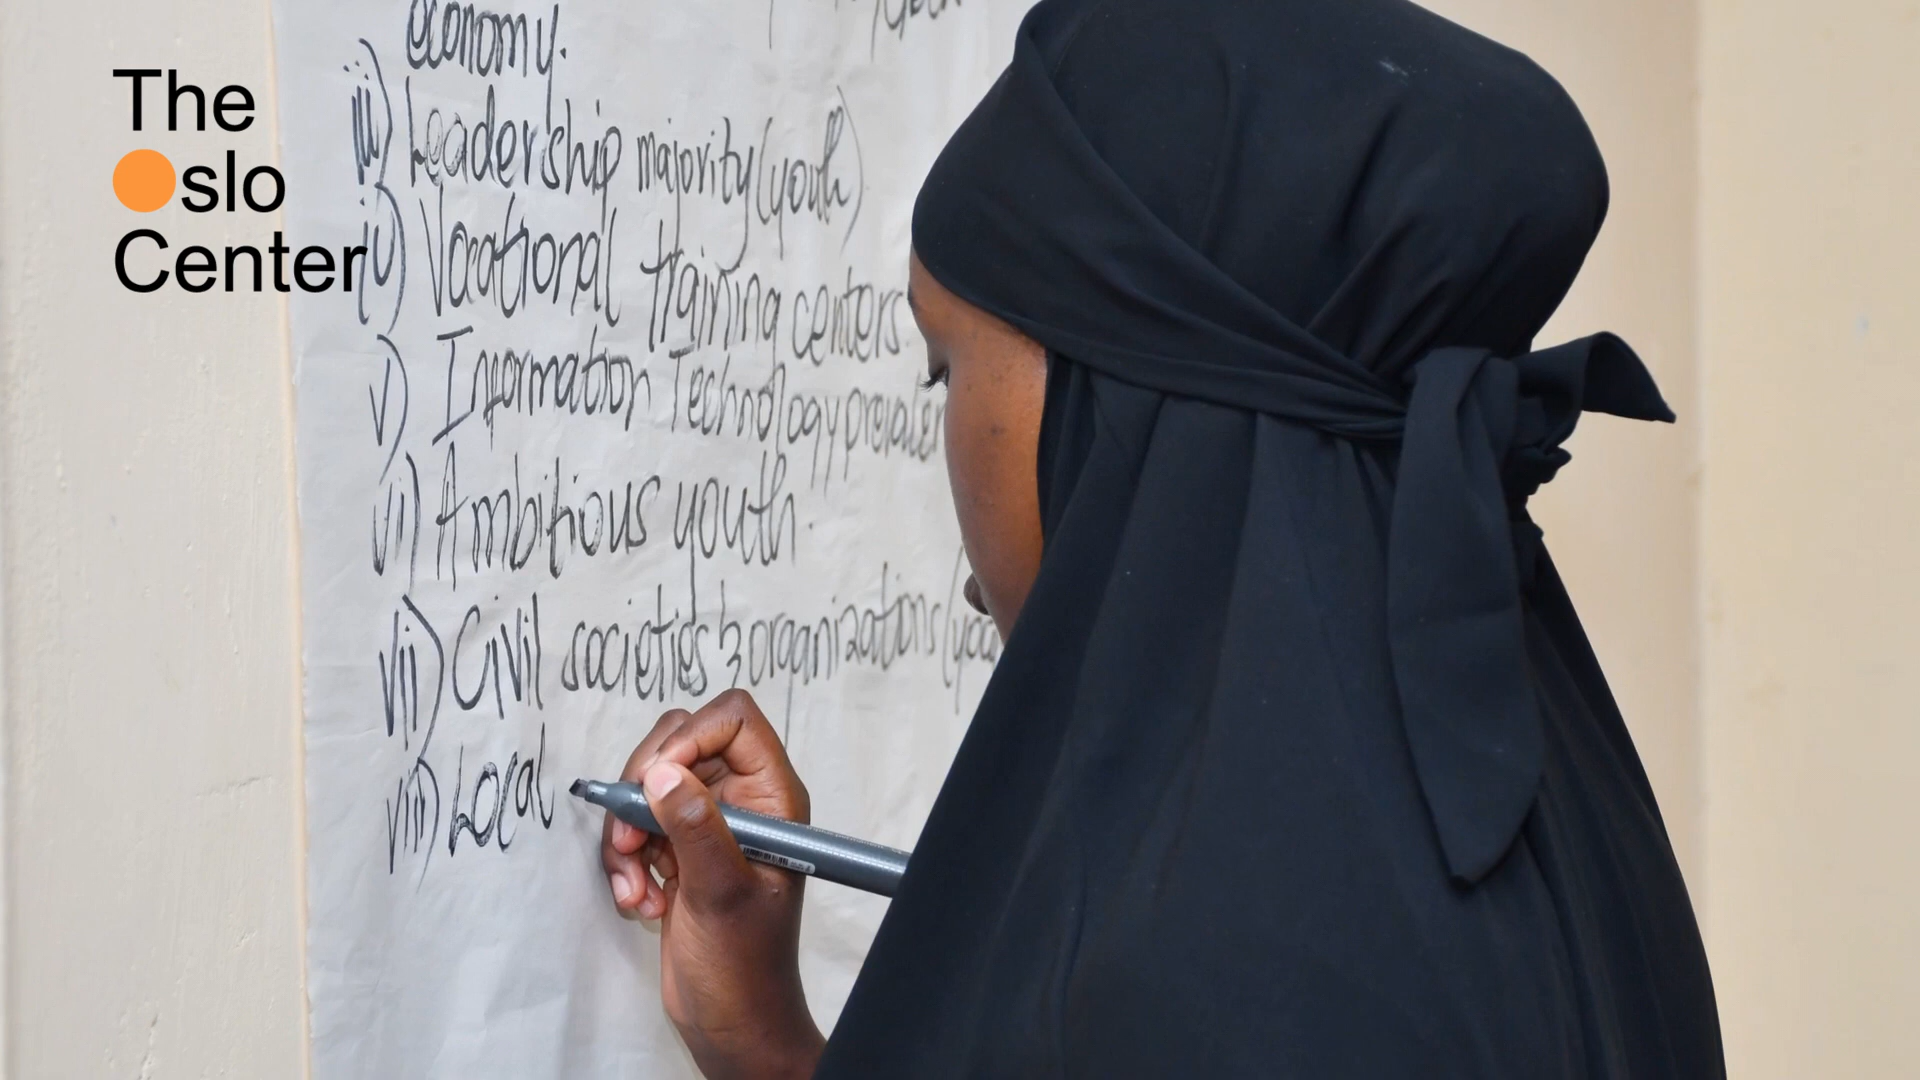 The
Oslo
Center
economy.
iii) Leadership majority (youth)
iv) Vocational training centers.
v) Information Technology
vi) Ambitious youth.
vii) Civil societies & organizations
viii) Local